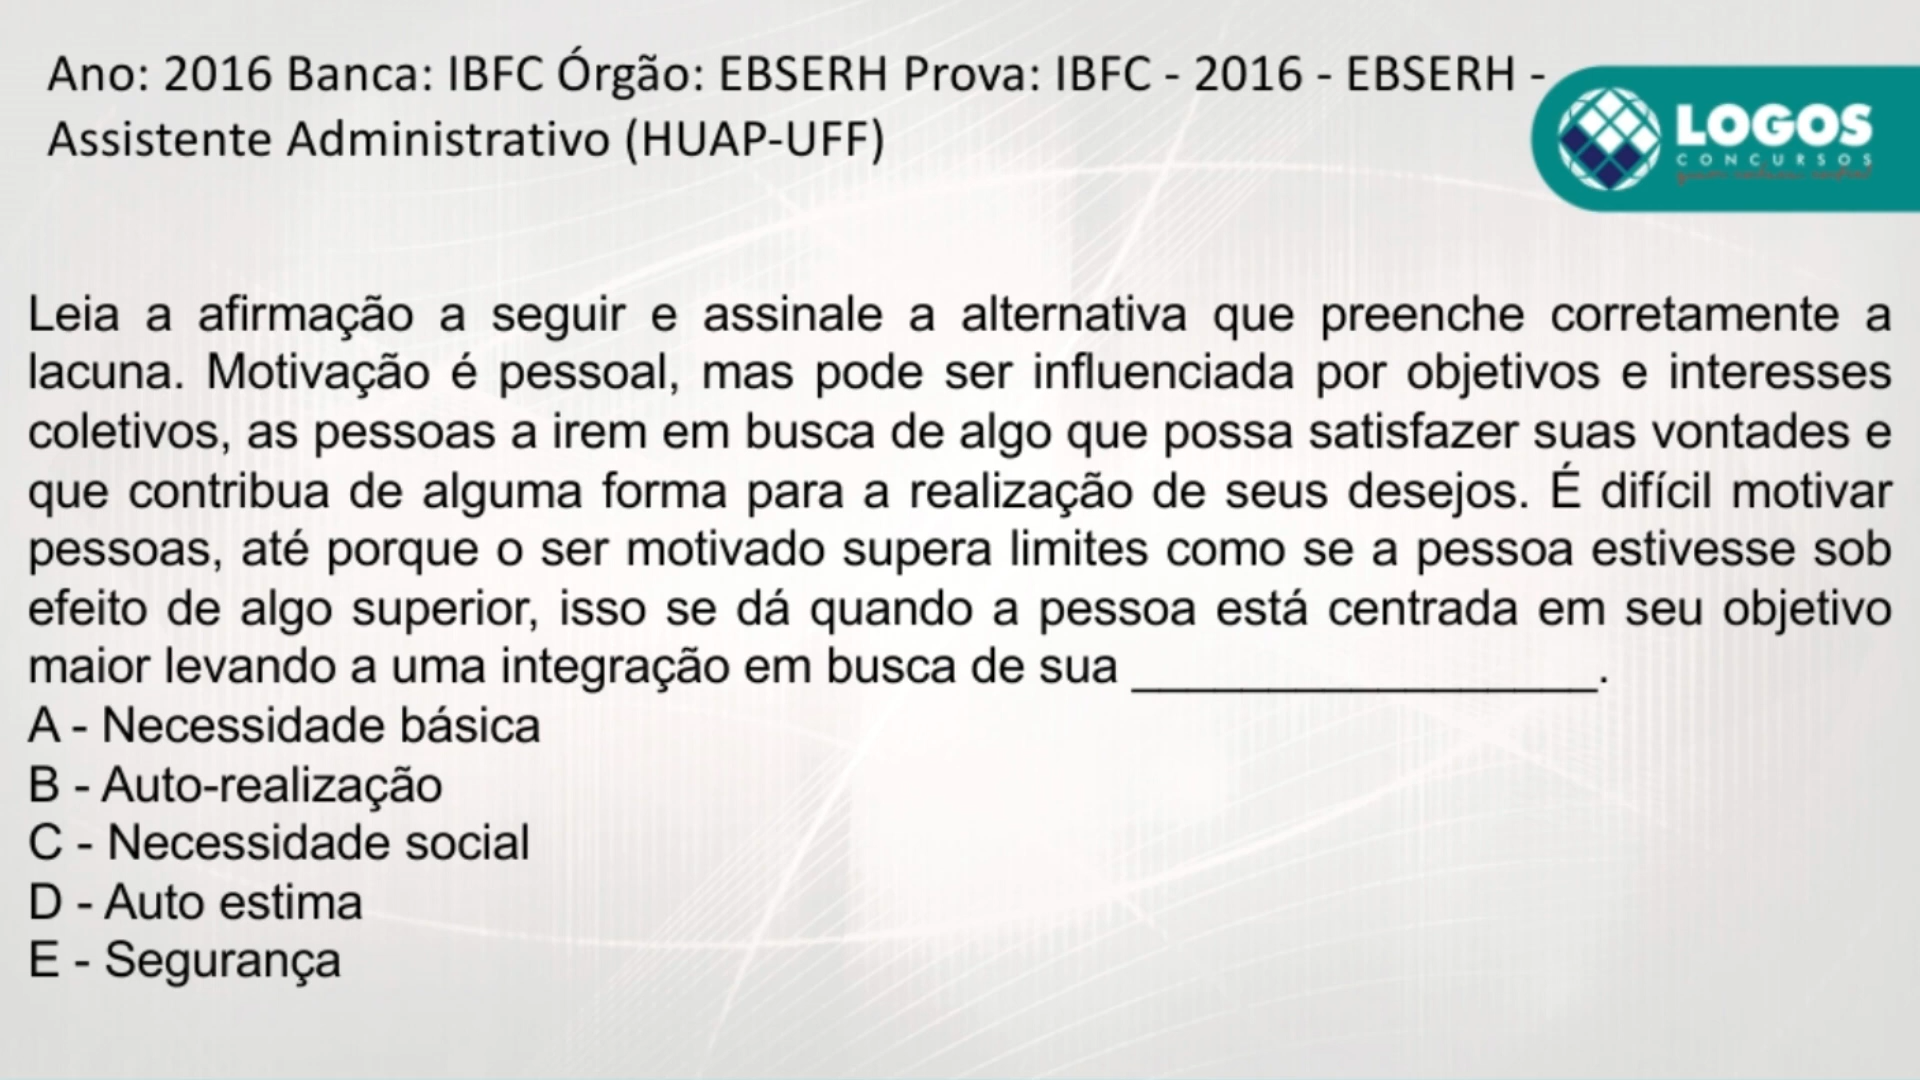 Ano: 2016 Banca: IBFC Órgão: EBSERH Prova: IBFC - 2016 - EBSERH -
Assistente Administrativo (HUAP-UFF)
LOGOS
CONCURSOS
Leia a afirmação a seguir e assinale a alternativa que preenche corretamente a
lacuna. Motivação é pessoal, mas pode ser influenciada por objetivos e interesses
coletivos, as pessoas a irem em busca de algo que possa satisfazer suas vontades e
que contribua de alguma forma para a realização de seus desejos. É difícil motivar
pessoas, até porque o ser motivado supera limites como se a pessoa estivesse sob
efeito de algo superior, isso se dá quando a pessoa está centrada em seu objetivo
maior levando a uma integração em busca de sua _________________.
A - Necessidade básica
B - Auto-realização
C - Necessidade social
D - Auto estima
E - Segurança